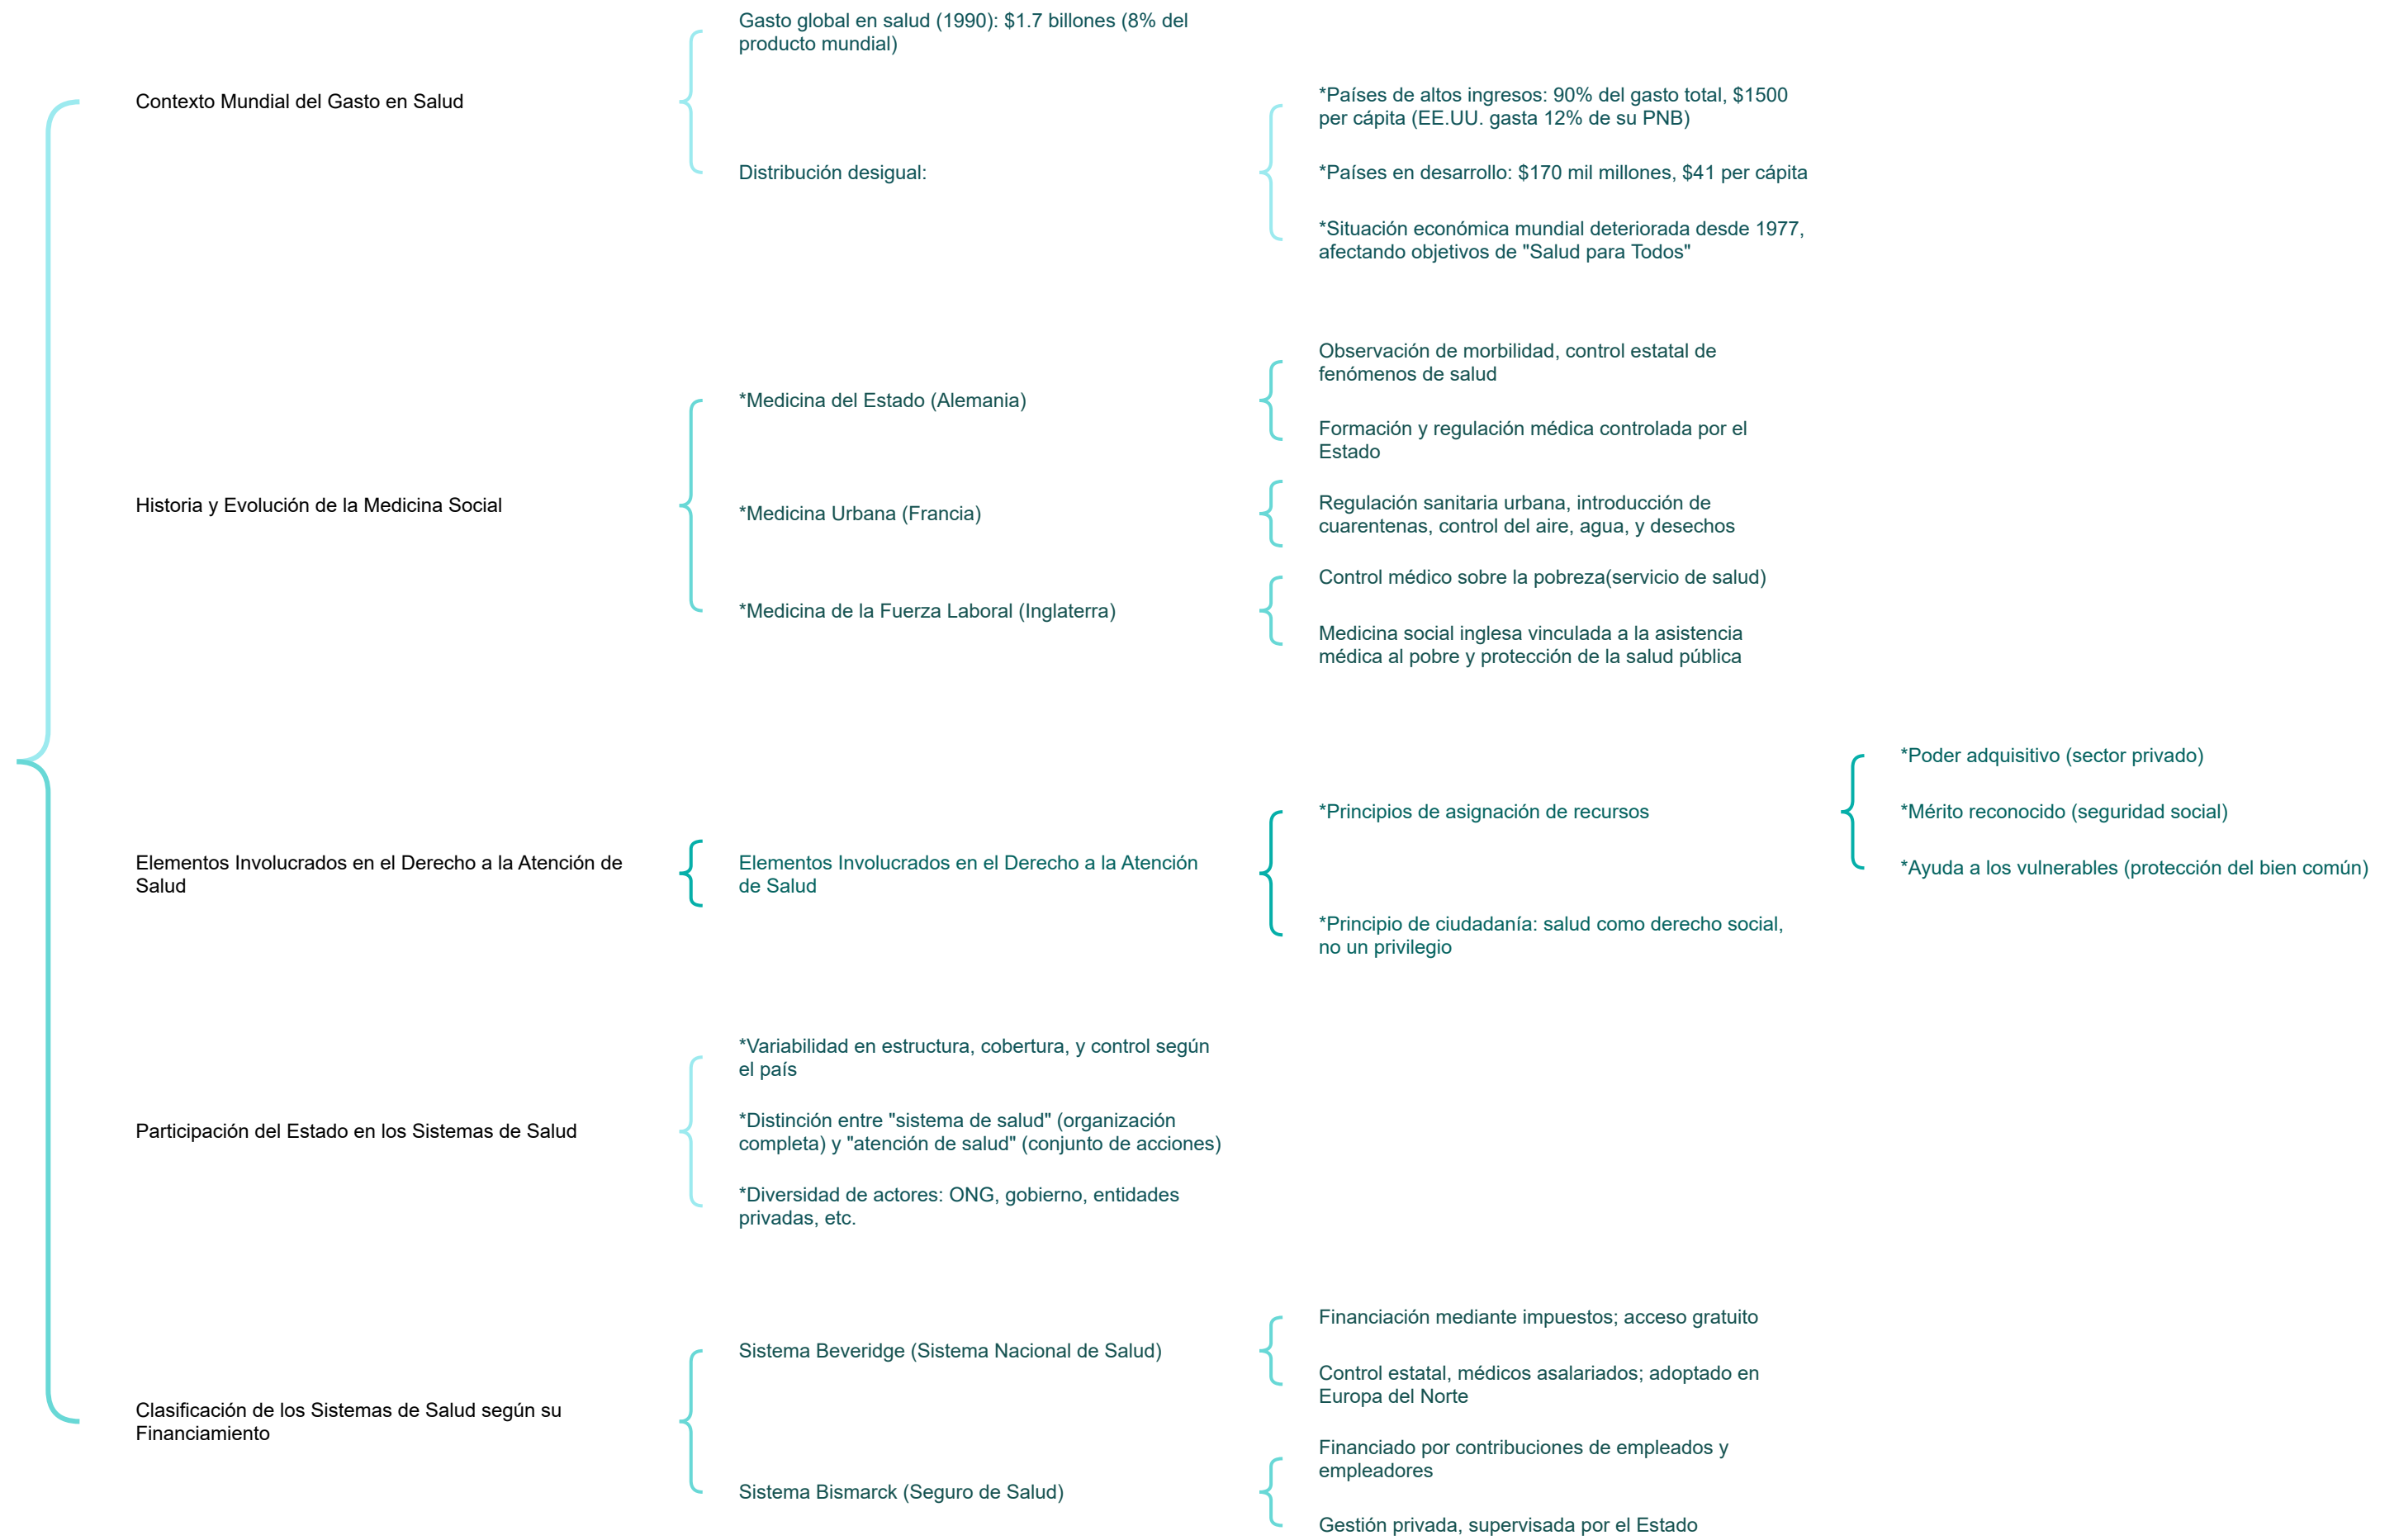 Gasto global en salud (1990): $1.7 billones (8% del
producto mundial)
Contexto Mundial del Gasto en Salud
Distribución desigual:
*Países de altos ingresos: 90% del gasto total, $1500
per cápita (EE.UU. gasta 12% de su PNB)
*Países en desarrollo: $170 mil millones, $41 per cápita
*Situación económica mundial deteriorada desde 1977,
afectando objetivos de "Salud para Todos"
Historia y Evolución de la Medicina Social
*Medicina del Estado (Alemania)
Observación de morbilidad, control estatal de
fenómenos de salud
Formación y regulación médica controlada por el
Estado
*Medicina Urbana (Francia)
Regulación sanitaria urbana, introducción de
cuarentenas, control del aire, agua, y desechos
*Medicina de la Fuerza Laboral (Inglaterra)
Control médico sobre la pobreza(servicio de salud)
Medicina social inglesa vinculada a la asistencia
médica al pobre y protección de la salud pública
Elementos Involucrados en el Derecho a la Atención de
Salud
Elementos Involucrados en el Derecho a la Atención
de Salud
*Principios de asignación de recursos
*Poder adquisitivo (sector privado)
*Mérito reconocido (seguridad social)
*Ayuda a los vulnerables (protección del bien común)
*Principio de ciudadanía: salud como derecho social,
no un privilegio
Participación del Estado en los Sistemas de Salud
*Variabilidad en estructura, cobertura, y control según
el país
*Distinción entre "sistema de salud" (organización
completa) y "atención de salud" (conjunto de acciones)
*Diversidad de actores: ONG, gobierno, entidades
privadas, etc.
Clasificación de los Sistemas de Salud según su
Financiamiento
Sistema Beveridge (Sistema Nacional de Salud)
Financiación mediante impuestos; acceso gratuito
Control estatal, médicos asalariados; adoptado en
Europa del Norte
Sistema Bismarck (Seguro de Salud)
Financiado por contribuciones de empleados y
empleadores
Gestión privada, supervisada por el Estado